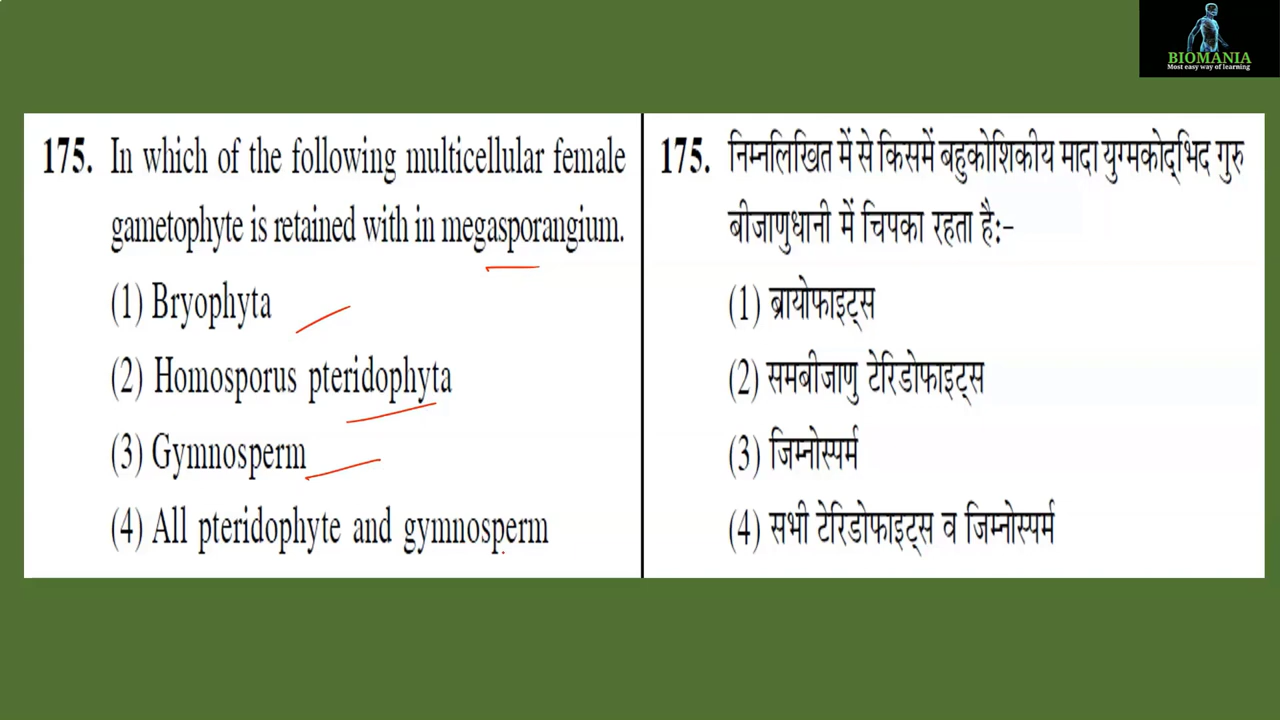 BIOMANIA
Most easy way of learning
175. In which of the following multicellular female
gametophyte is retained with in megasporangium.
(1) Bryophyta
(2) Homosporus pteridophyta
(3) Gymnosperm
(4) All pteridophyte and gymnosperm
175. निम्नलिखित में से किसमें बहुकोशिकीय मादा युग्मकोद्भिद गुरु
बीजाणुधानी में चिपका रहता है:-
(1) ब्रायोफाइट्स
(2) समबीजाणु टेरिडोफाइट्स
(3) जिम्नोस्पर्म
(4) सभी टेरिडोफाइट्स व जिम्नोस्पर्म